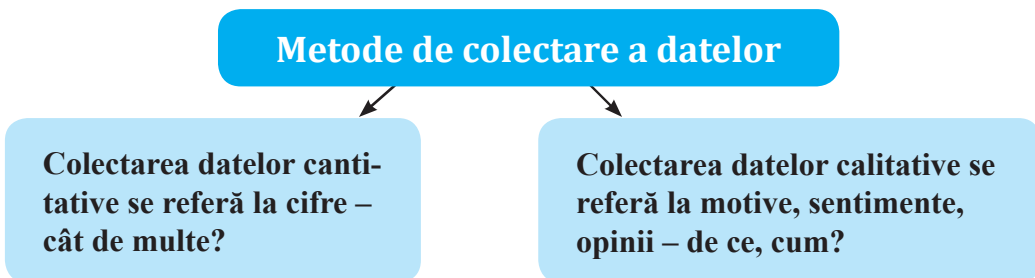 Metode de colectare a datelor
Colectarea datelor canti-
tative se referă la cifre –
cât de multe?
Colectarea datelor calitative se
referă la motive, sentimente,
opinii – de ce, cum?